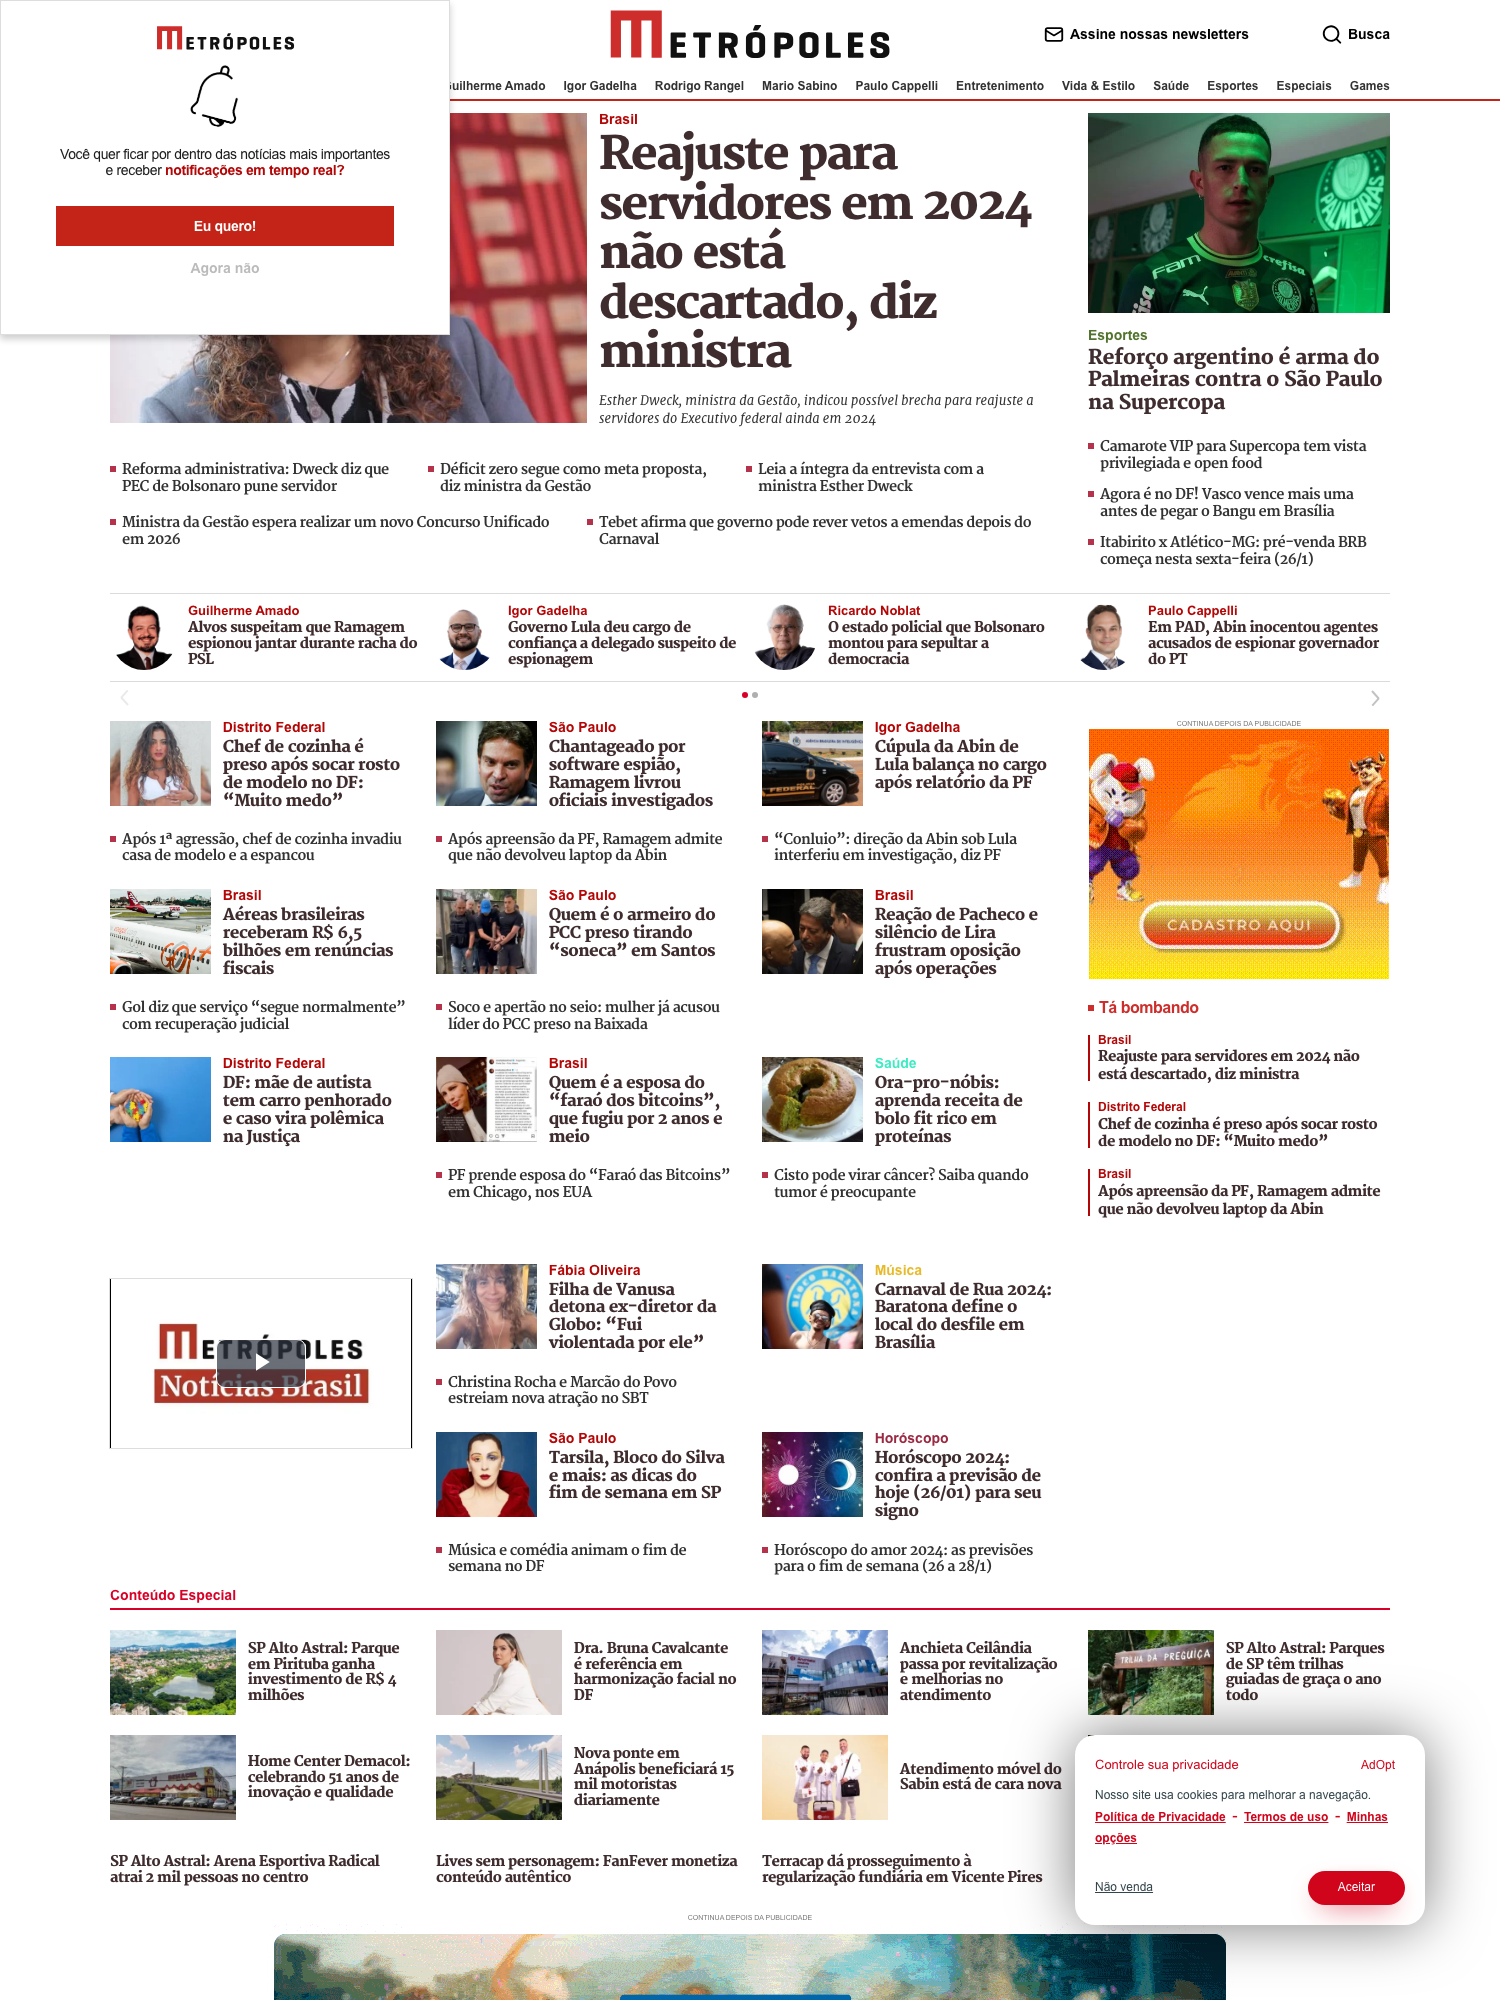 METRÓPOLES
Você quer ficar por dentro das notícias mais importantes
e receber notificações em tempo real?
Eu quero!
Agora não
METRÓPOLES
Assine nossas newsletters
Busca
Guilherme Amado Igor Gadelha Rodrigo Rangel Mario Sabino Paulo Cappelli Entretenimento Vida & Estilo Saúde Esportes Especiais Games
Brasil
Reajuste para
servidores em 2024
não está
descartado, diz
ministra
Esther Dweck, ministra da Gestão, indicou possível brecha para reajuste a
servidores do Executivo federal ainda em 2024
PALMEIRAS
FAM
crefisa
Esportes
Reforço argentino é arma do
Palmeiras contra o São Paulo
na Supercopa
Camarote VIP para Supercopa tem vista
privilegiada e open food
Agora é no DF! Vasco vence mais uma
antes de pegar o Bangu em Brasília
Itabirito x Atlético-MG: pré-venda BRB
começa nesta sexta-feira (26/1)
Reforma administrativa: Dweck diz que
PEC de Bolsonaro pune servidor
Déficit zero segue como meta proposta,
diz ministra da Gestão
Leia a íntegra da entrevista com a
ministra Esther Dweck
Ministra da Gestão espera realizar um novo Concurso Unificado
em 2026
Tebet afirma que governo pode rever vetos a emendas depois do
Carnaval
Guilherme Amado
Alvos suspeitam que Ramagem
espionou jantar durante racha do
PSL
Igor Gadelha
Governo Lula deu cargo de
confiança a delegado suspeito de
espionagem
Ricardo Noblat
O estado policial que Bolsonaro
montou para sepultar a
democracia
Paulo Cappelli
Em PAD, Abin inocentou agentes
acusados de espionar governador
do PT
Distrito Federal
Chef de cozinha é
preso após socar rosto
de modelo no DF:
“Muito medo”
Após 1ª agressão, chef de cozinha invadiu
casa de modelo e a espancou
São Paulo
Chantageado por
software espião,
Ramagem livrou
oficiais investigados
Após apreensão da PF, Ramagem admite
que não devolveu laptop da Abin
FEDERAL
Igor Gadelha
Cúpula da Abin de
Lula balança no cargo
após relatório da PF
“Conluio”: direção da Abin sob Lula
interferiu em investigação, diz PF
CONTINUA DEPOIS DA PUBLICIDADE
CADASTRO AQUI
Brasil
Aéreas brasileiras
receberam R$ 6,5
bilhões em renúncias
fiscais
Gol diz que serviço “segue normalmente”
com recuperação judicial
São Paulo
Quem é o armeiro do
PCC preso tirando
“soneca” em Santos
Soco e apertão no seio: mulher já acusou
líder do PCC preso na Baixada
Brasil
Reação de Pacheco e
silêncio de Lira
frustram oposição
após operações
Tá bombando
Brasil
Reajuste para servidores em 2024 não
está descartado, diz ministra
Distrito Federal
Chef de cozinha é preso após socar rosto
de modelo no DF: “Muito medo”
Brasil
Após apreensão da PF, Ramagem admite
que não devolveu laptop da Abin
Distrito Federal
DF: mãe de autista
tem carro penhorado
e caso vira polêmica
na Justiça
Brasil
Quem é a esposa do
“faraó dos bitcoins”,
que fugiu por 2 anos e
meio
PF prende esposa do “Faraó das Bitcoins”
em Chicago, nos EUA
Saúde
Ora-pro-nóbis:
aprenda receita de
bolo fit rico em
proteínas
Cisto pode virar câncer? Saiba quando
tumor é preocupante
METRÓPOLES
Notícias Brasil
Fábia Oliveira
Filha de Vanusa
detona ex-diretor da
Globo: “Fui
violentada por ele”
Christina Rocha e Marcão do Povo
estreiam nova atração no SBT
Música
Carnaval de Rua 2024:
Baratona define o
local do desfile em
Brasília
São Paulo
Tarsila, Bloco do Silva
e mais: as dicas do
fim de semana em SP
Música e comédia animam o fim de
semana no DF
Horóscopo
Horóscopo 2024:
confira a previsão de
hoje (26/01) para seu
signo
Horóscopo do amor 2024: as previsões
para o fim de semana (26 a 28/1)
Conteúdo Especial
SP Alto Astral: Parque
em Pirituba ganha
investimento de R$ 4
milhões
Dra. Bruna Cavalcante
é referência em
harmonização facial no
DF
Anchieta Ceilândia
passa por revitalização
e melhorias no
atendimento
TRILHA DA PREGUIÇA
SP Alto Astral: Parques
de SP têm trilhas
guiadas de graça o ano
todo
Home Center Demacol:
celebrando 51 anos de
inovação e qualidade
Nova ponte em
Anápolis beneficiará 15
mil motoristas
diariamente
Atendimento móvel do
Sabin está de cara nova
SP Alto Astral: Arena Esportiva Radical
atrai 2 mil pessoas no centro
Lives sem personagem: FanFever monetiza
conteúdo autêntico
Terracap dá prosseguimento à
regularização fundiária em Vicente Pires
Controle sua privacidade
AdOpt
Nosso site usa cookies para melhorar a navegação.
Política de Privacidade - Termos de uso - Minhas
opções
Não venda
Aceitar
CONTINUA DEPOIS DA PUBLICIDADE